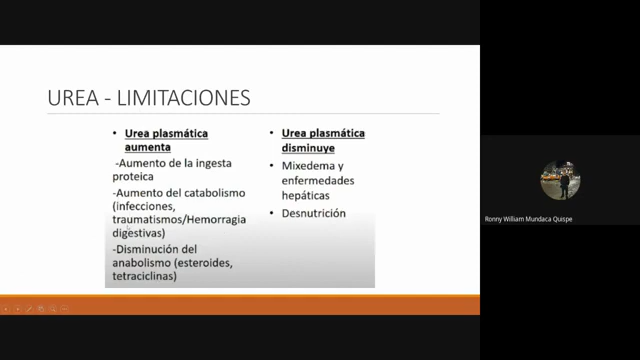 UREA - LIMITACIONES
• Urea plasmática
aumenta
-Aumento de la ingesta
proteica
-Aumento del catabolismo
(infecciones,
traumatismos/Hemorragia
digestivas)
-Disminución del
anabolismo (esteroides,
tetraciclinas)
• Urea plasmática
disminuye
• Mixedema y
enfermedades
hepáticas
• Desnutrición
Ronny William Mundaca Quispe